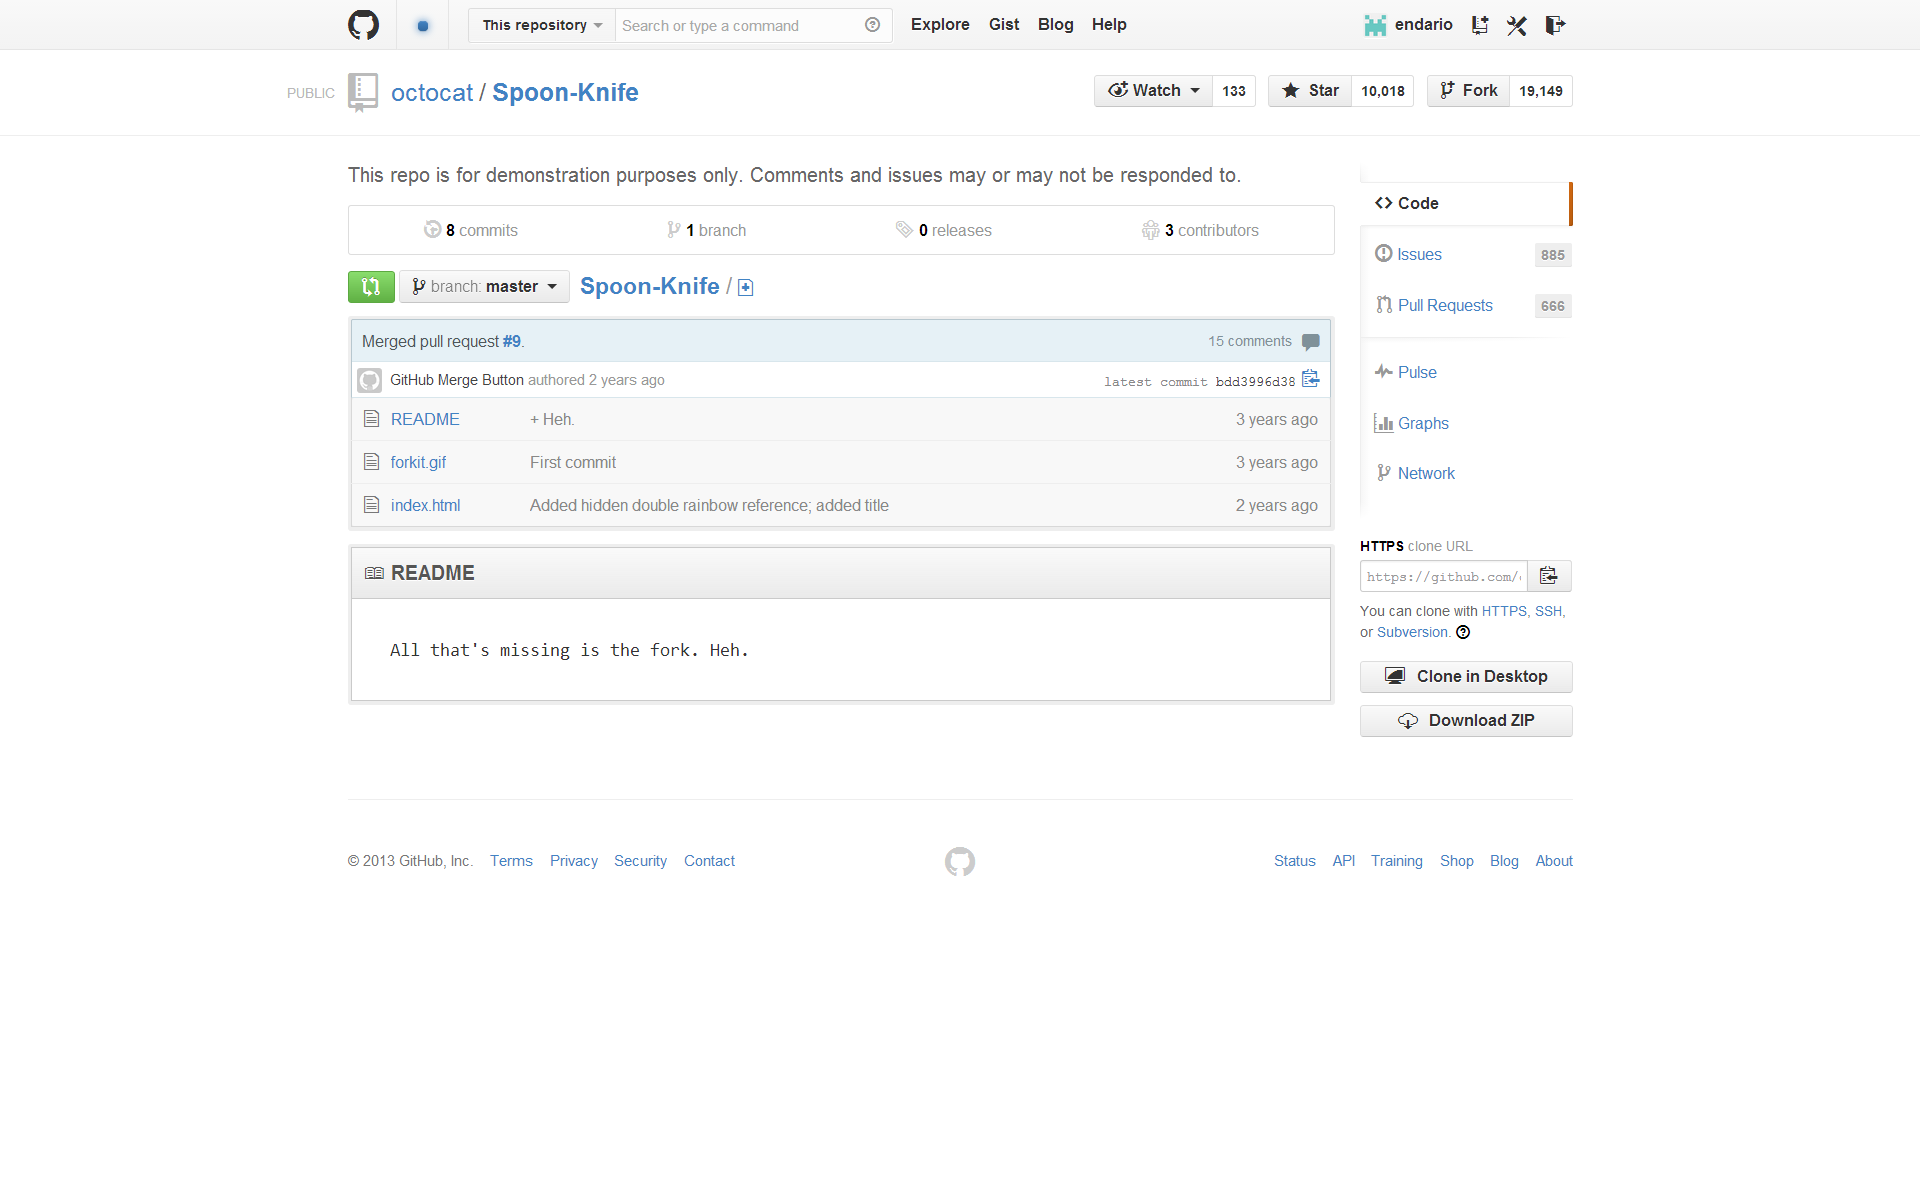 This repository
Search or type a command
Explore
Gist
Blog
Help
endario
PUBLIC
octocat / Spoon-Knife
Watch
133
Star
10,018
Fork
19,149
This repo is for demonstration purposes only. Comments and issues may or may not be responded to.
8 commits
1 branch
0 releases
3 contributors
branch: master
Spoon-Knife /
Merged pull request #9.
15 comments
GitHub Merge Button authored 2 years ago
latest commit bdd3996d38
README
+ Heh.
3 years ago
forkit.gif
First commit
3 years ago
index.html
Added hidden double rainbow reference; added title
2 years ago
README
All that's missing is the fork. Heh.
Code
Issues
885
Pull Requests
666
Pulse
Graphs
Network
HTTPS clone URL
https://github.com/
You can clone with HTTPS, SSH,
or Subversion.
Clone in Desktop
Download ZIP
© 2013 GitHub, Inc.
Terms
Privacy
Security
Contact
Status
API
Training
Shop
Blog
About